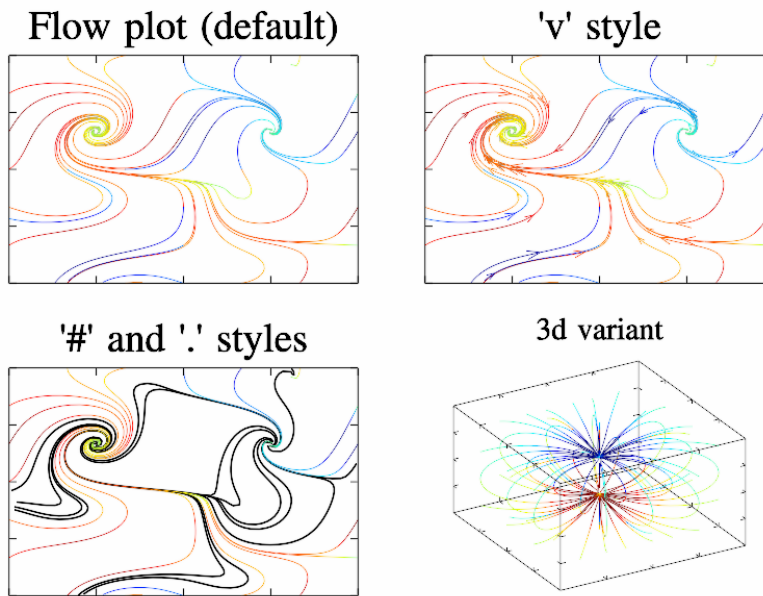 Flow plot (default)
'v' style
'#' and '.' styles
3d variant